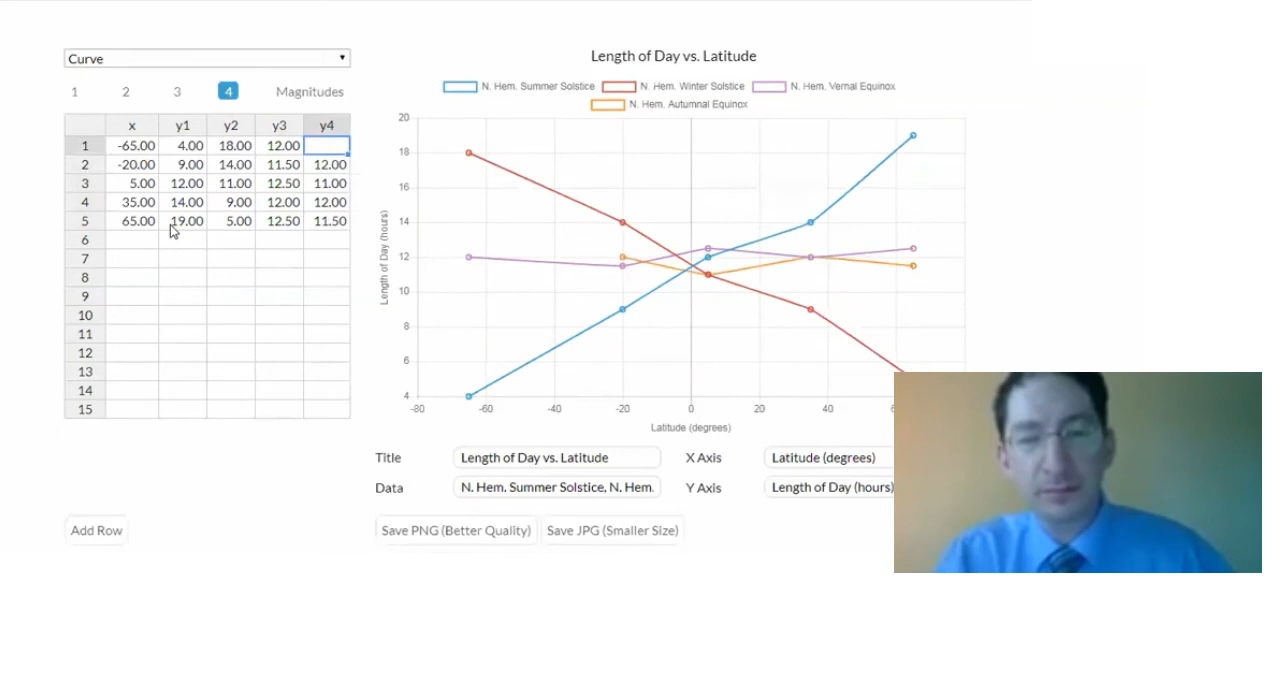 Curve
1 2 3 4 Magnitudes
x y1 y2 y3 y4
1 -65.00 4.00 18.00 12.00
2 -20.00 9.00 14.00 11.50 12.00
3 5.00 12.00 11.00 12.50 11.00
4 35.00 14.00 9.00 12.00 12.00
5 65.00 19.00 5.00 12.50 11.50
6
7
8
9
10
11
12
13
14
15
Add Row
Length of Day vs. Latitude
N. Hem. Summer Solstice N. Hem. Winter Solstice N. Hem. Vernal Equinox
N. Hem. Autumnal Equinox
20
18
16
14
12
10
8
6
4
Length of Day (hours)
-80 -60 -40 -20 0 20 40
Latitude (degrees)
Title Length of Day vs. Latitude X Axis Latitude (degrees)
Data N. Hem. Summer Solstice, N. Hem. Y Axis Length of Day (hours)
Save PNG (Better Quality) Save JPG (Smaller Size)